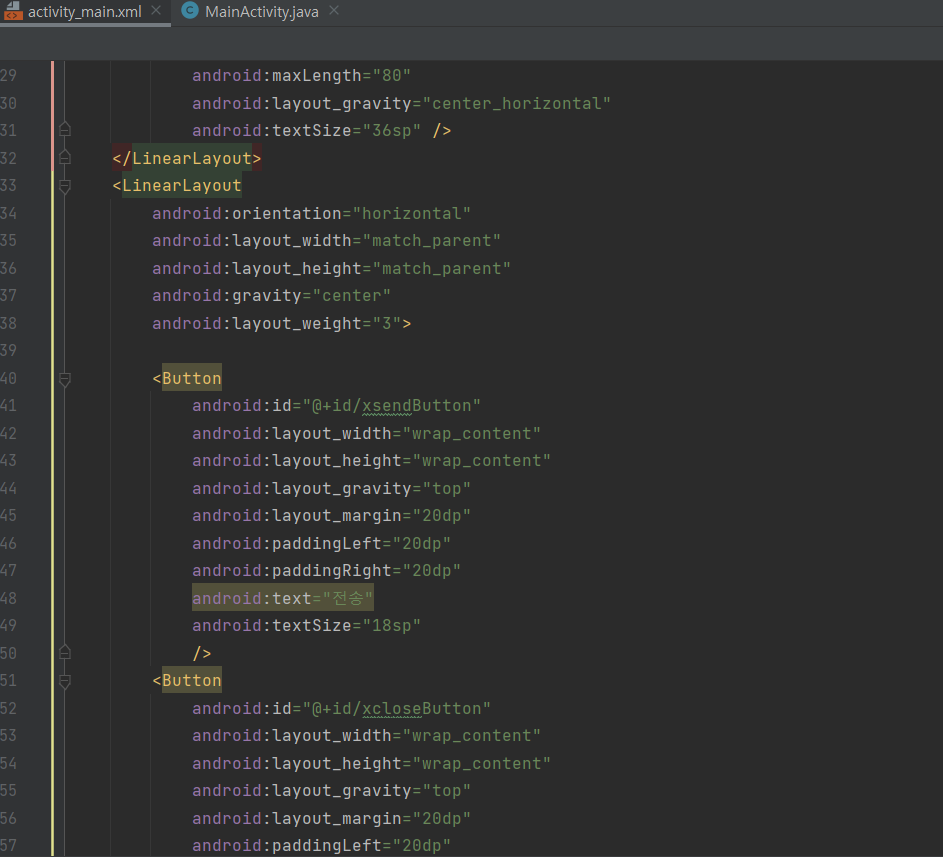 activity_main.xml MainActivity.java
29 android:maxLength="80"
30 android:layout_gravity="center_horizontal"
31 android:textSize="36sp" />
32 </LinearLayout>
33 <LinearLayout
34 android:orientation="horizontal"
35 android:layout_width="match_parent"
36 android:layout_height="match_parent"
37 android:gravity="center"
38 android:layout_weight="3">
39
40 <Button
41 android:id="@+id/xsendButton"
42 android:layout_width="wrap_content"
43 android:layout_height="wrap_content"
44 android:layout_gravity="top"
45 android:layout_margin="20dp"
46 android:paddingLeft="20dp"
47 android:paddingRight="20dp"
48 android:text="전송"
49 android:textSize="18sp"
50 />
51 <Button
52 android:id="@+id/xcloseButton"
53 android:layout_width="wrap_content"
54 android:layout_height="wrap_content"
55 android:layout_gravity="top"
56 android:layout_margin="20dp"
57 android:paddingLeft="20dp"